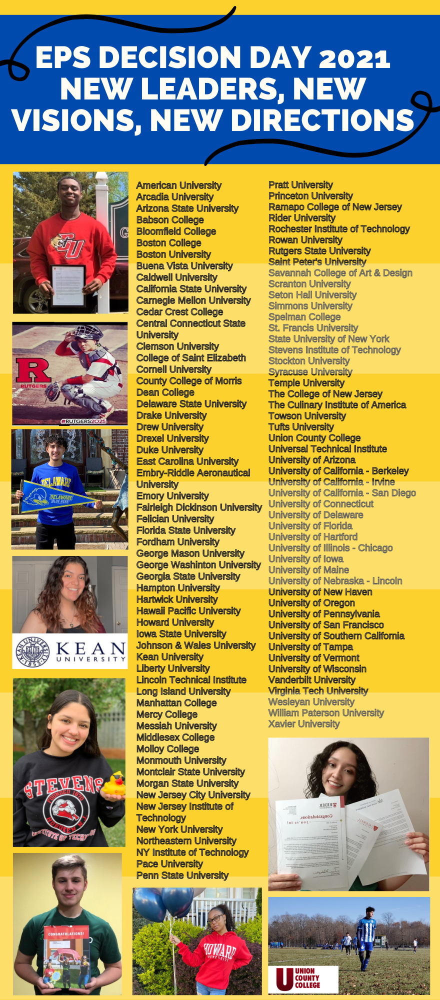 EPS DECISION DAY 2021
NEW LEADERS, NEW
VISIONS, NEW DIRECTIONS
American University
Arcadia University
Arizona State University
Babson College
Bloomfield College
Boston College
Boston University
Buena Vista University
Caldwell University
California State University
Carnegie Mellon University
Cedar Crest College
Central Connecticut State
University
Clemson University
College of Saint Elizabeth
Cornell University
County College of Morris
Dean College
Delaware State University
Drake University
Drew University
Drexel University
Duke University
East Carolina University
Embry-Riddle Aeronautical
University
Emory University
Fairleigh Dickinson University
Felician University
Florida State University
Fordham University
George Mason University
George Washinton University
Georgia State University
Hampton University
Hartwick University
Hawaii Pacific University
Howard University
Iowa State University
Johnson & Wales University
Kean University
Liberty University
Lincoln Technical Institute
Long Island University
Manhattan College
Mercy College
Messiah University
Middlesex College
Molloy College
Monmouth University
Montclair State University
Morgan State University
New Jersey City University
New Jersey Institute of
Technology
New York University
Northeastern University
NY Institute of Technology
Pace University
Penn State University
Pratt University
Princeton University
Ramapo College of New Jersey
Rider University
Rochester Institute of Technology
Rowan University
Rutgers State University
Saint Peter's University
Savannah College of Art & Design
Scranton University
Seton Hall University
Simmons University
Spelman College
St. Francis University
State University of New York
Stevens Institute of Technology
Stockton University
Syracuse University
Temple University
The College of New Jersey
The Culinary Institute of America
Towson University
Tufts University
Union County College
Universal Technical Institute
University of Arizona
University of California - Berkeley
University of California - Irvine
University of California - San Diego
University of Connecticut
University of Delaware
University of Florida
University of Hartford
University of Illinois - Chicago
University of Iowa
University of Maine
University of Nebraska - Lincoln
University of New Haven
University of Oregon
University of Pennsylvania
University of San Francisco
University of Southern California
University of Tampa
University of Vermont
University of Wisconsin
Vanderbilt University
Virginia Tech University
Wesleyan University
William Paterson University
Xavier University
G
R
RUTGERS
#RUTGERS2025
DELAWARE
DELAWARE
BLUE HENS
KEAN UNIVERSITY
1855
KEAN
UNIVERSITY
STEVENS
FOUNDED 1870
HOBOKEN N.J.
INSTITUTE OF TECHNOLOGY
CONGRATULATIONS!
HOWARD
UNIVERSITY
RIDER
UNIVERSITY
Congratulations,
you're in!
CALDWELL
U
UNION
COUNTY
COLLEGE